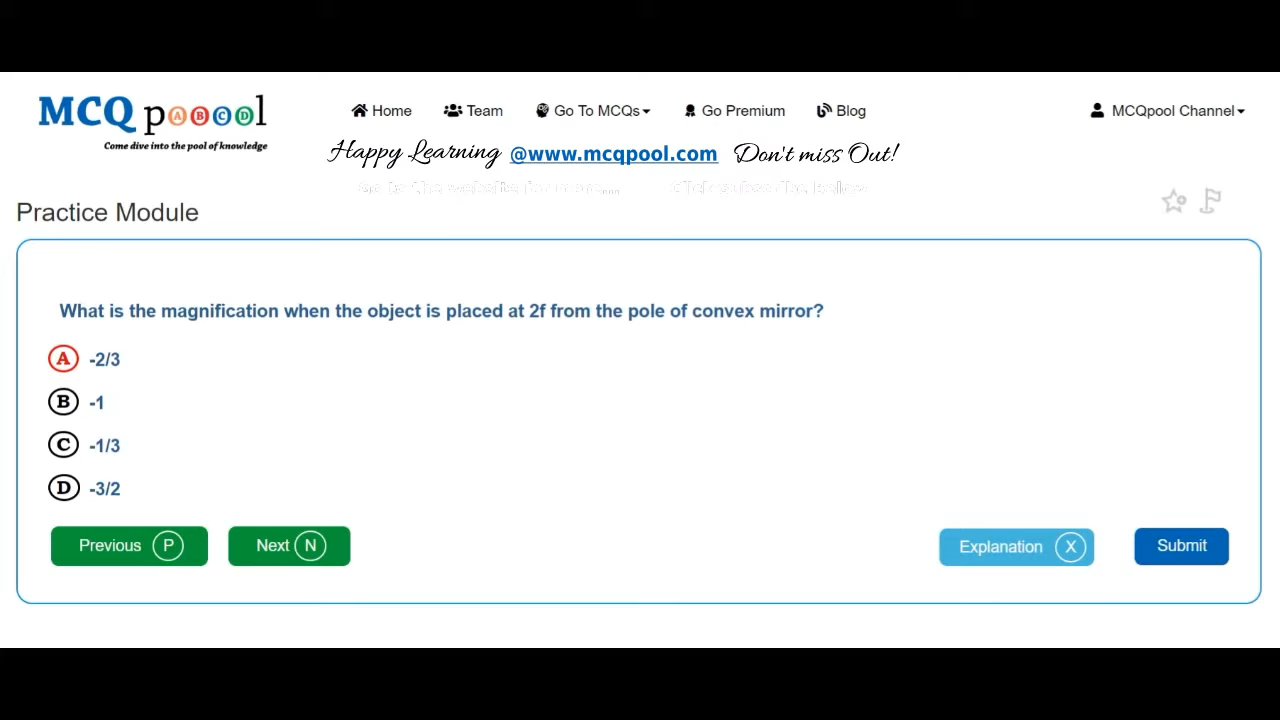 MCQ poool
Come dive into the pool of knowledge
Home Team Go To MCQs Go Premium Blog MCQpool Channel
Happy Learning @www.mcqpool.com Don't miss Out!
Practice Module
What is the magnification when the object is placed at 2f from the pole of convex mirror?
A -2/3
B -1
C -1/3
D -3/2
Previous P Next N Explanation X Submit